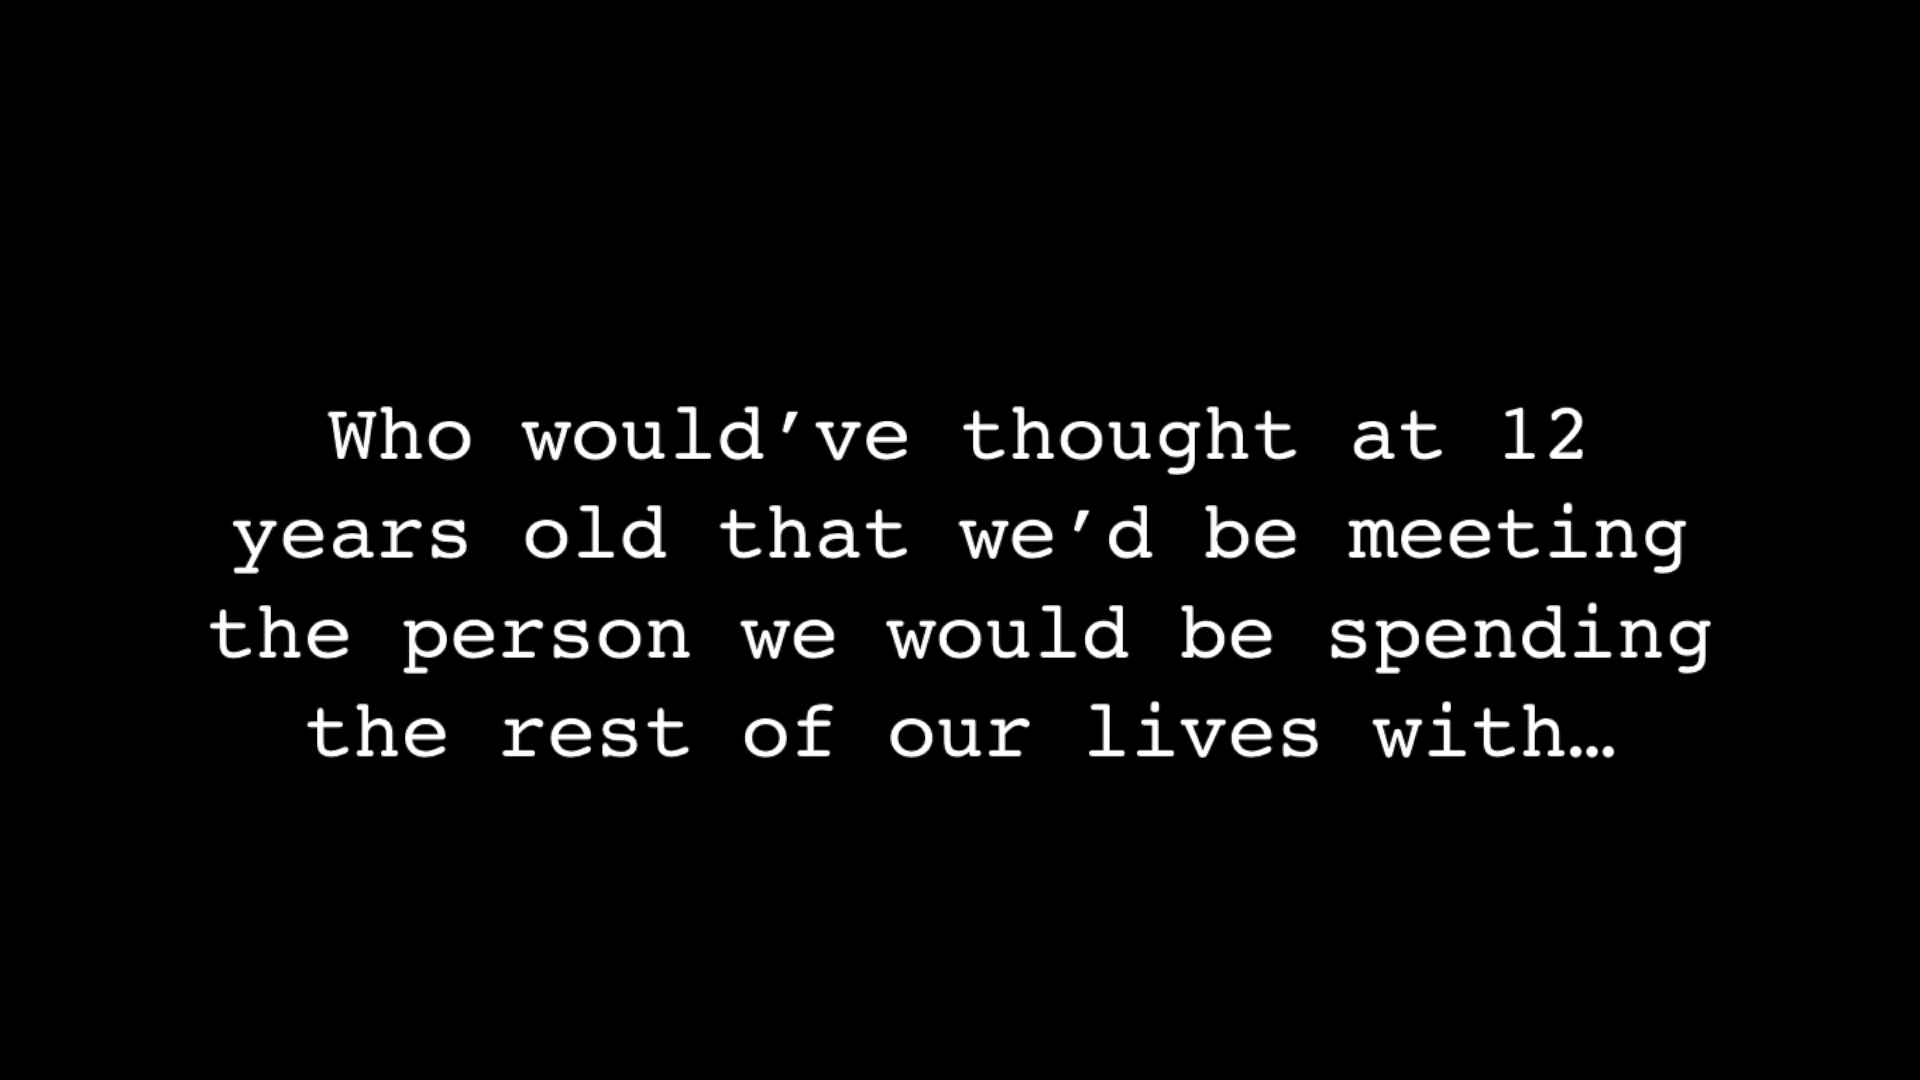 Who would’ve thought at 12
years old that we’d be meeting
the person we would be spending
the rest of our lives with…